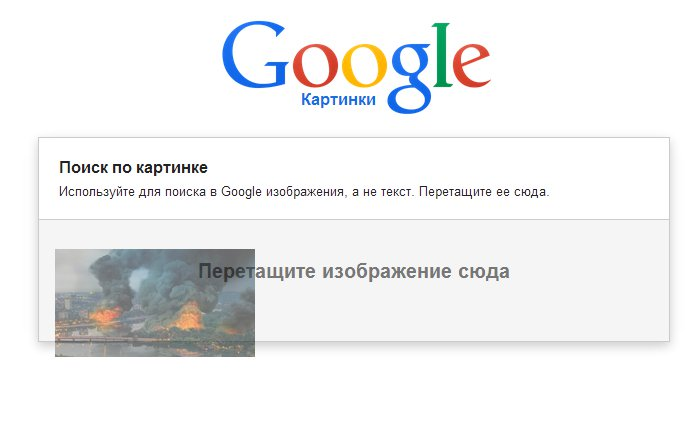 Google
Картинки
Поиск по картинке
Используйте для поиска в Google изображения, а не текст. Перетащите ее сюда.
Перетащите изображение сюда